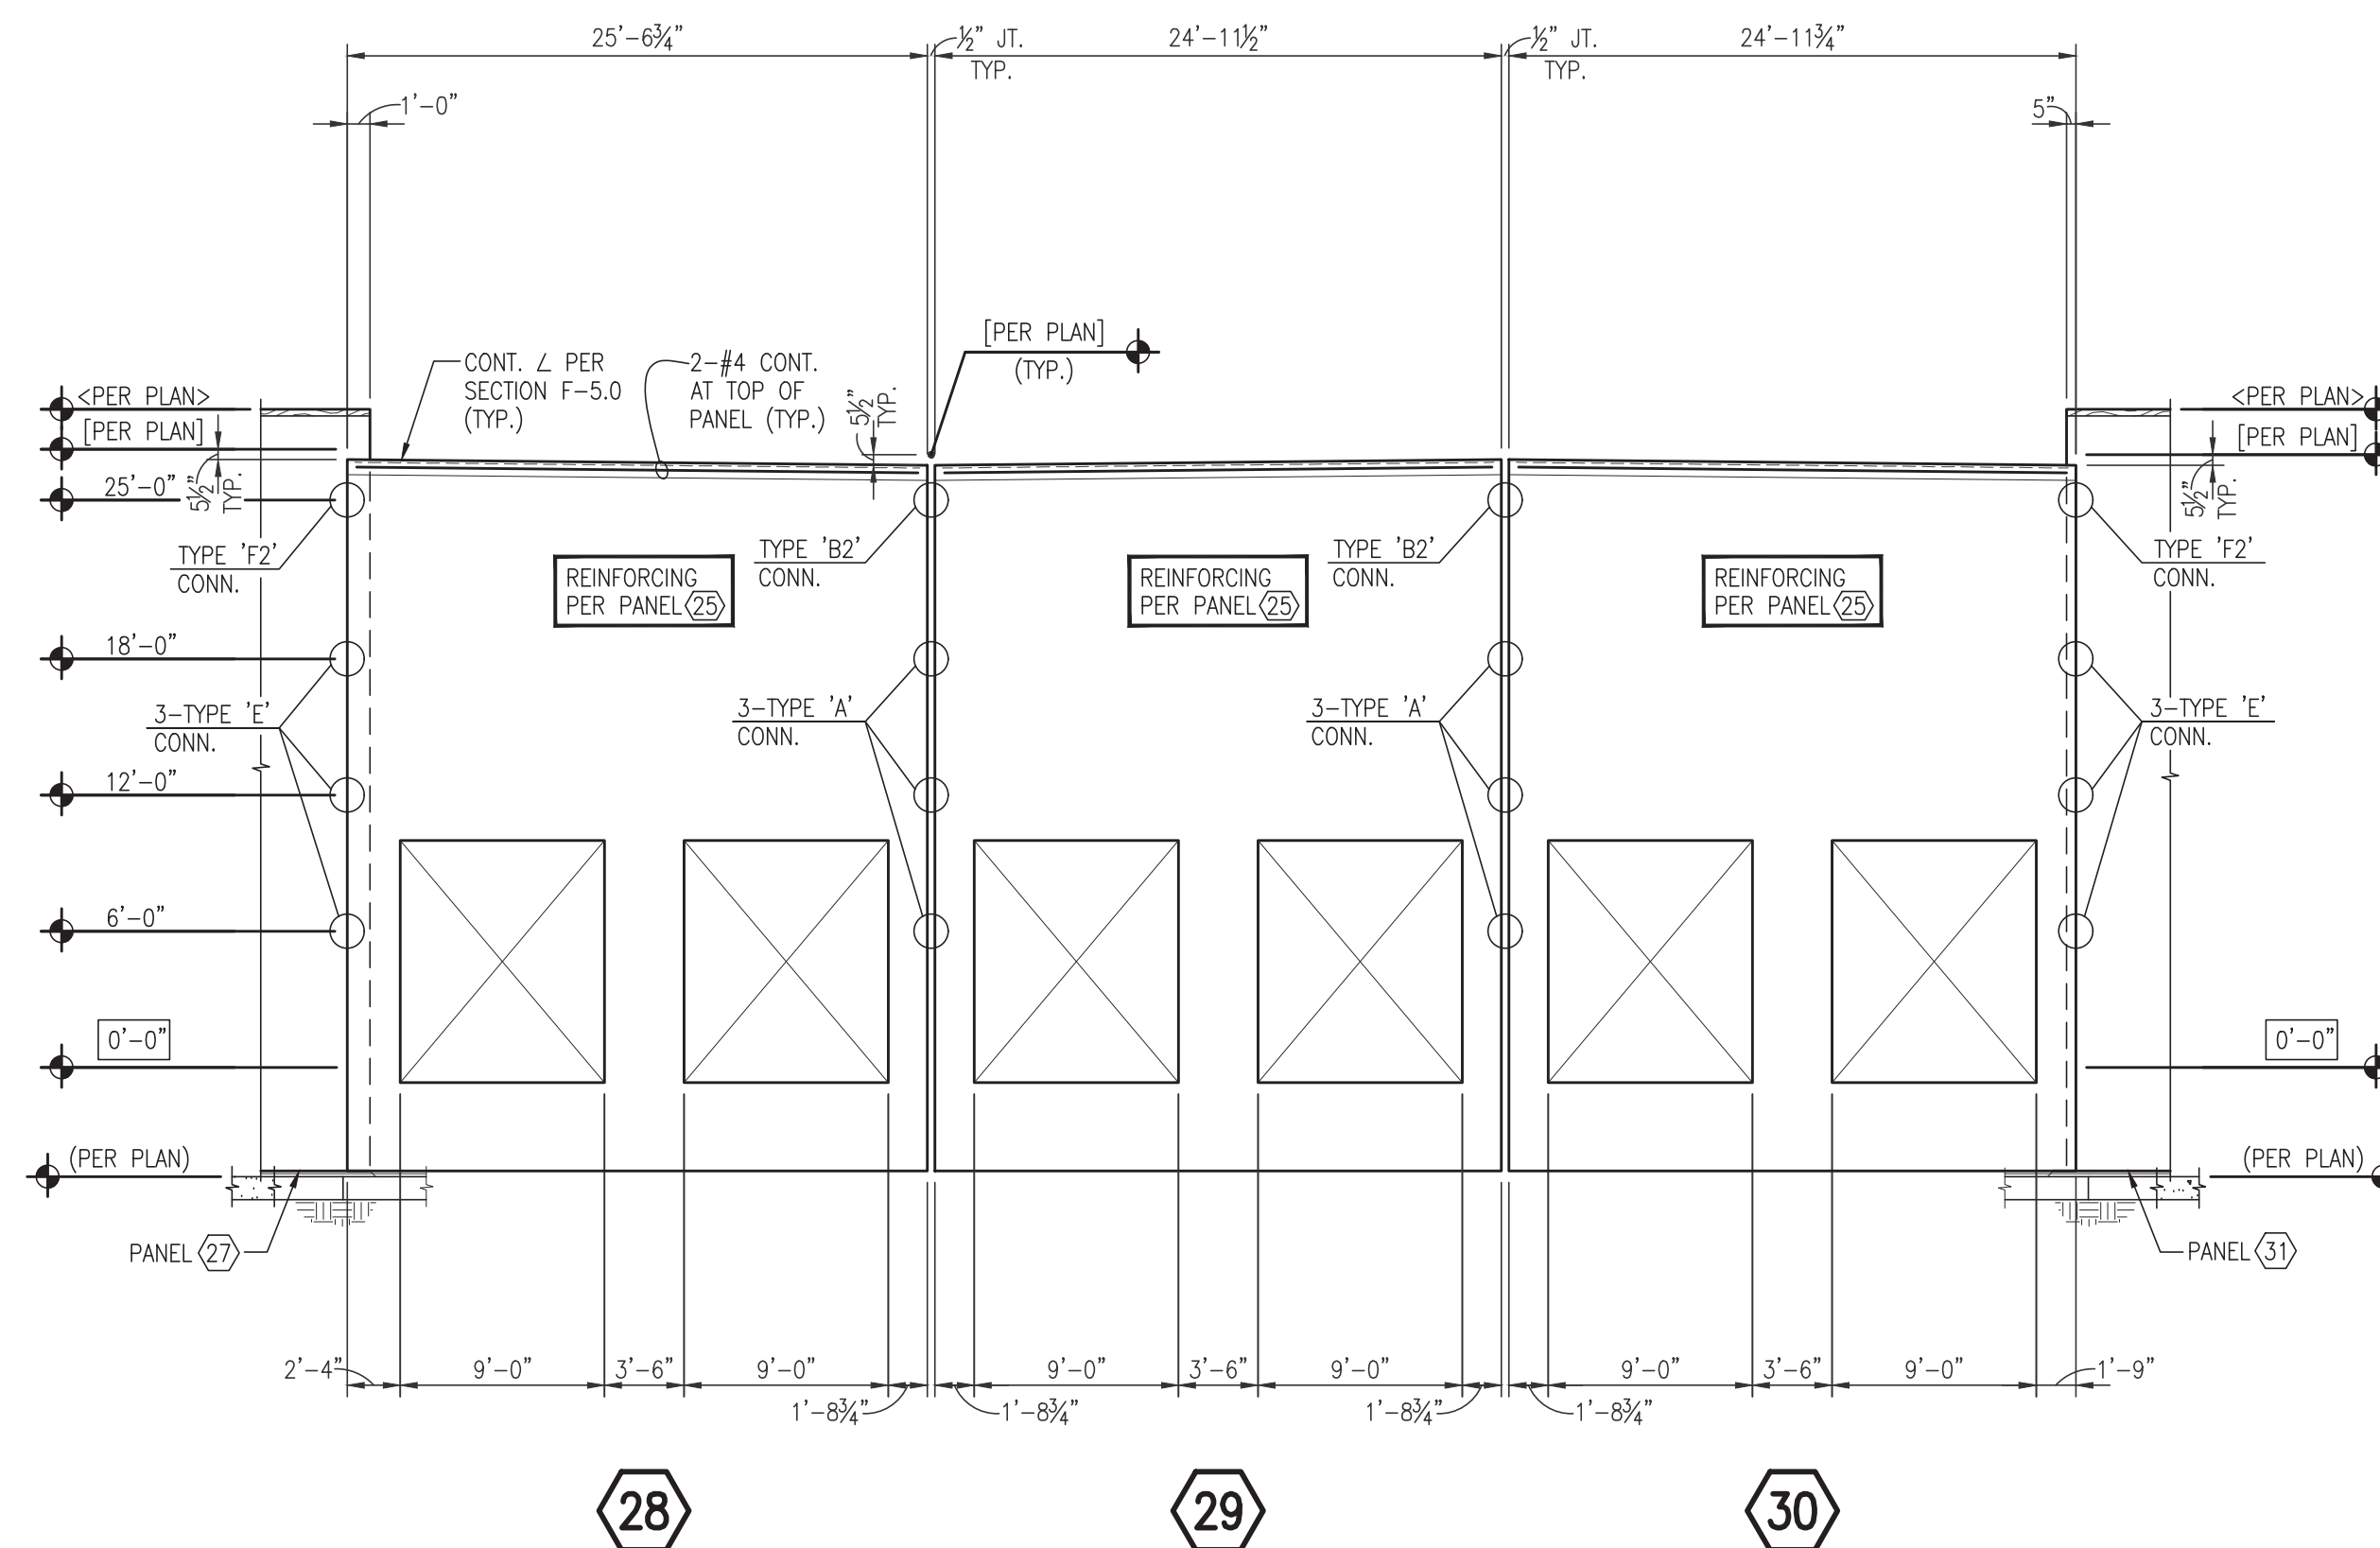 25'-6¾"
½" JT.
TYP.
24'-11½"
½" JT.
TYP.
24'-11¾"
1'-0"
5"
[PER PLAN]
(TYP.)
CONT. ∠ PER
SECTION F-5.0
(TYP.)
2-#4 CONT.
AT TOP OF
PANEL (TYP.)
5½"
TYP.
<PER PLAN>
[PER PLAN]
25'-0"
5½"
TYP.
<PER PLAN>
[PER PLAN]
5½"
TYP.
TYPE 'F2'
CONN.
REINFORCING
PER PANEL 25
TYPE 'B2'
CONN.
REINFORCING
PER PANEL 25
TYPE 'B2'
CONN.
REINFORCING
PER PANEL 25
TYPE 'F2'
CONN.
18'-0"
3-TYPE 'E'
CONN.
3-TYPE 'A'
CONN.
3-TYPE 'A'
CONN.
3-TYPE 'E'
CONN.
12'-0"
6'-0"
0'-0"
0'-0"
(PER PLAN)
(PER PLAN)
PANEL 27
PANEL 31
2'-4"
9'-0"
3'-6"
9'-0"
1'-8¾"
1'-8¾"
9'-0"
3'-6"
9'-0"
1'-8¾"
1'-8¾"
9'-0"
3'-6"
9'-0"
1'-9"
28
29
30